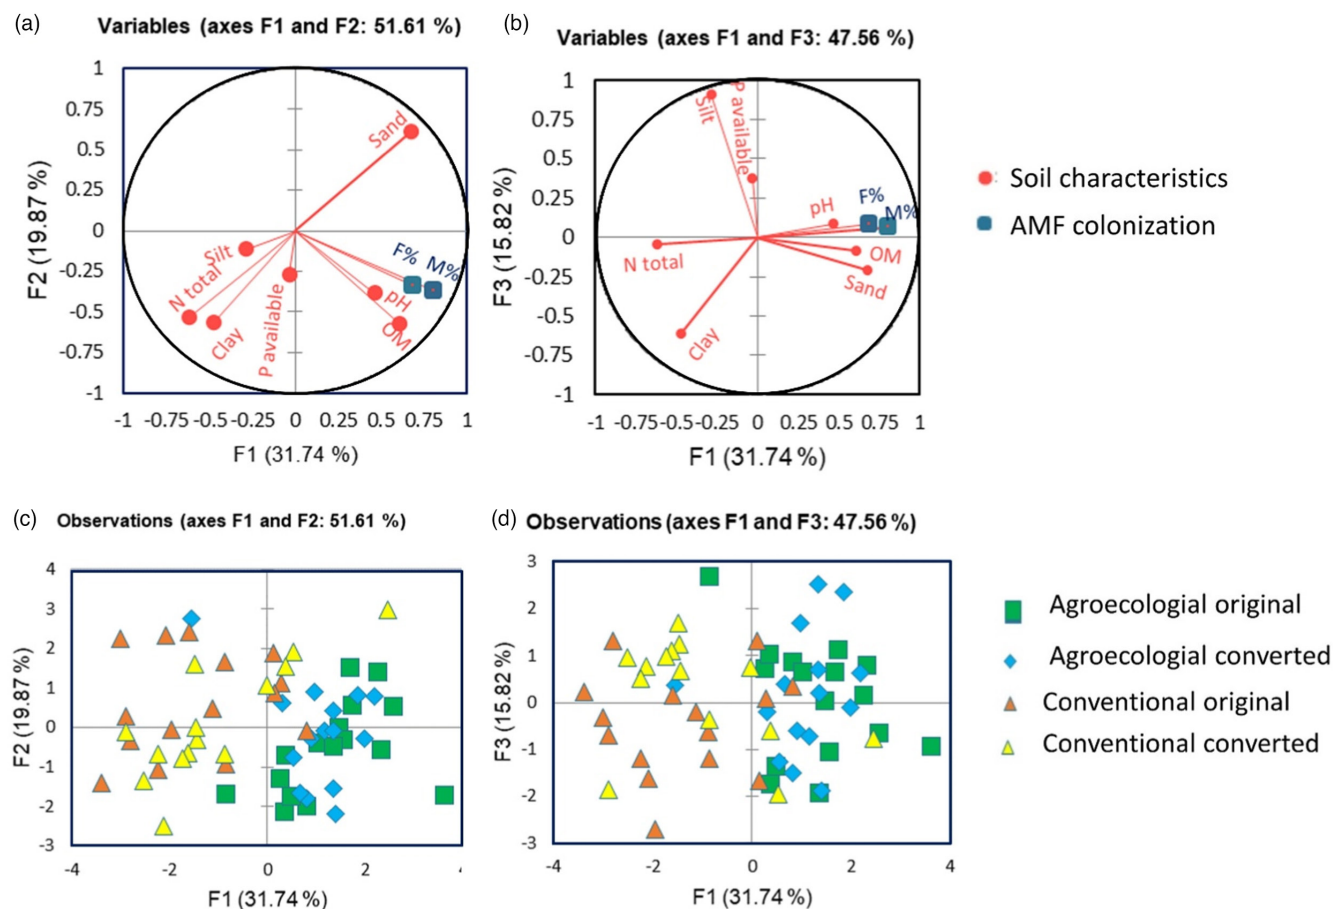 (a)
Variables (axes F1 and F2: 51.61 %)
1
0.75
0.5
0.25
0
-0.25
-0.5
-0.75
-1
F2 (19.87 %)
Sand
Silt
N total
Clay
P available
F%
M%
pH
OM
-1 -0.75-0.5-0.25 0 0.25 0.5 0.75 1
F1 (31.74 %)
(b)
Variables (axes F1 and F3: 47.56 %)
1
0.75
0.5
0.25
0
-0.25
-0.5
-0.75
-1
F3 (15.82 %)
Silt
P available
pH
F%
M%
N total
OM
Sand
Clay
-1 -0.75-0.5-0.25 0 0.25 0.5 0.75 1
F1 (31.74 %)
Soil characteristics
AMF colonization
(c)
Observations (axes F1 and F2: 51.61 %)
4
3
2
1
0
-1
-2
-3
F2 (19.87 %)
-4 -2 0 2
F1 (31.74 %)
(d)
Observations (axes F1 and F3: 47.56 %)
3
2
1
0
-1
-2
-3
F3 (15.82 %)
-4 -2 0 2 4
F1 (31.74 %)
Agroecologial original
Agroecologial converted
Conventional original
Conventional converted